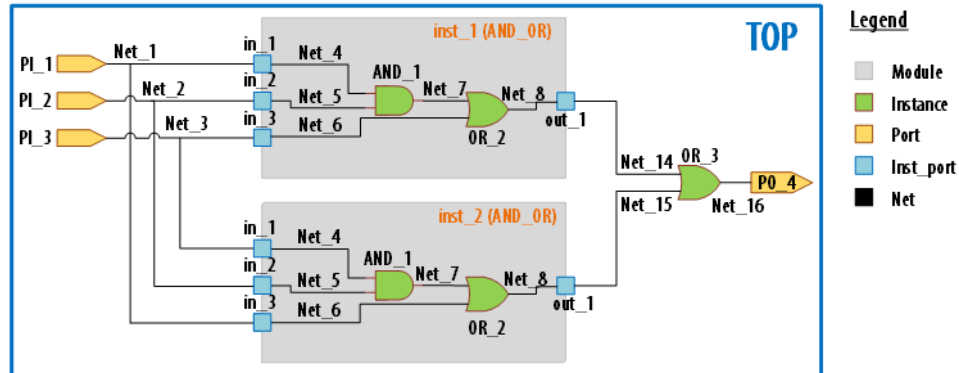 inst_1 (AND_OR)
TOP
Legend
PI_1
Net_1
in_1
Net_4
AND_1
Module
PI_2
Net_2
in_2
Net_5
Net_7
Net_8
Instance
PI_3
Net_3
in_3
Net_6
OR_2
out_1
Port
Net_14
OR_3
Inst_port
PO_4
Net_15
Net_16
Net
inst_2 (AND_OR)
in_1
Net_4
AND_1
in_2
Net_5
Net_7
Net_8
in_3
Net_6
OR_2
out_1